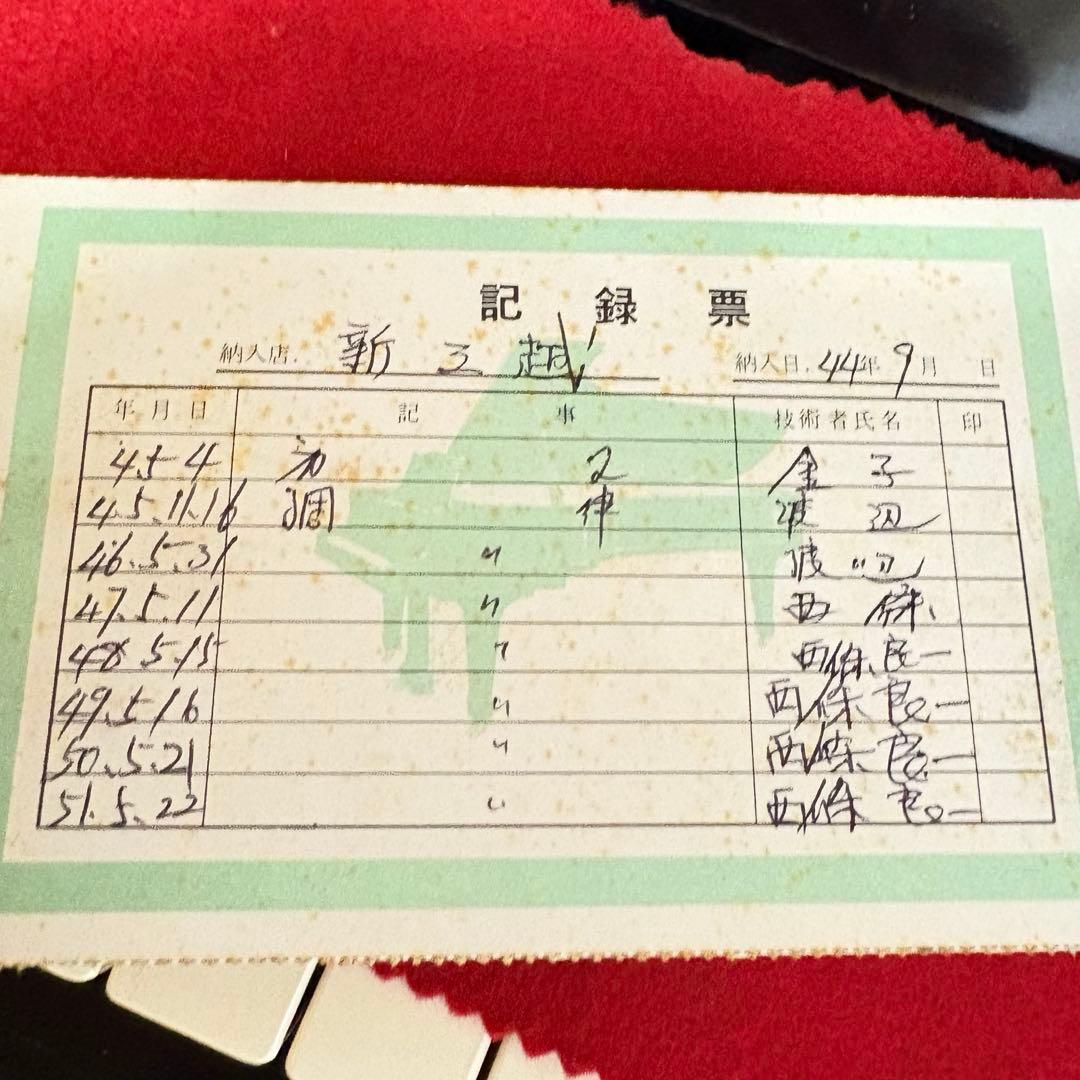 記録票
納入店. 新 三 越 納入日. 44年 9月 日
年月日 記事 技術者氏名 印
45.4 金子
45.11.16 調律 渡辺
46.5.31 〃 渡辺
47.5.11 〃 西條
48.5.15 〃 西條良一
49.5.16 〃 西條良一
50.5.21 〃 西條良一
51.5.22 〃 西條良一